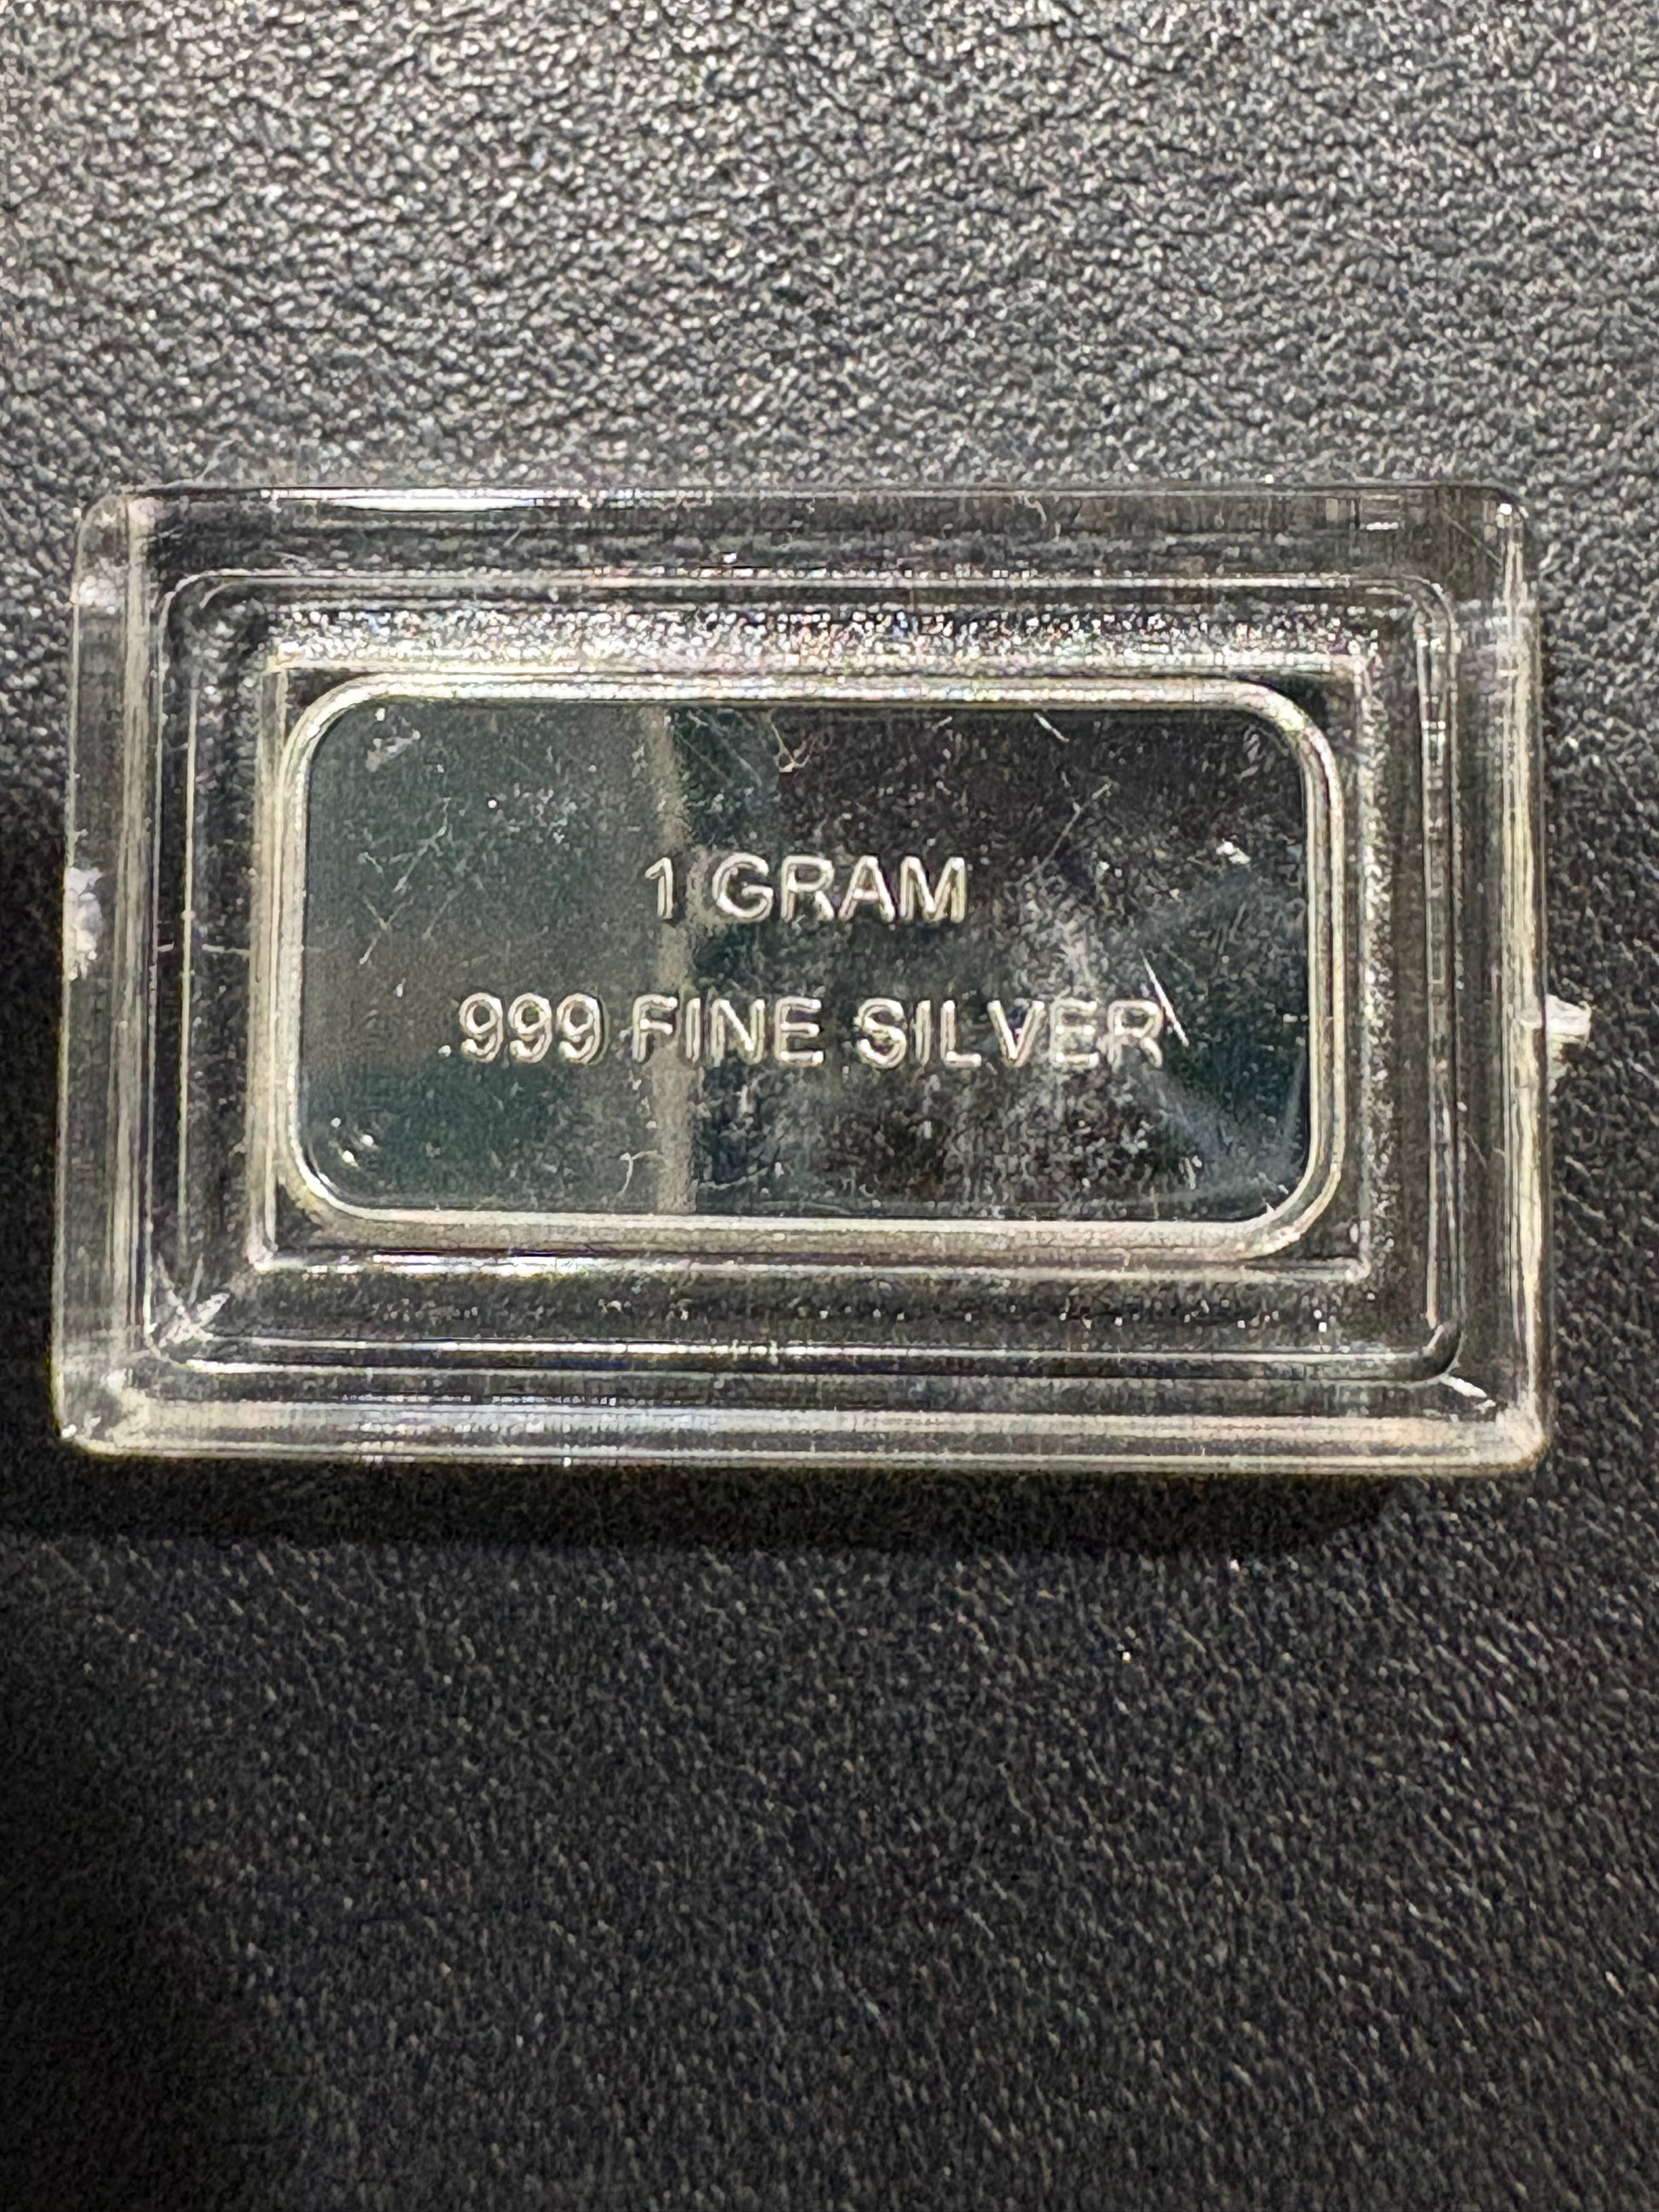 1 GRAM
.999 FINE SILVER